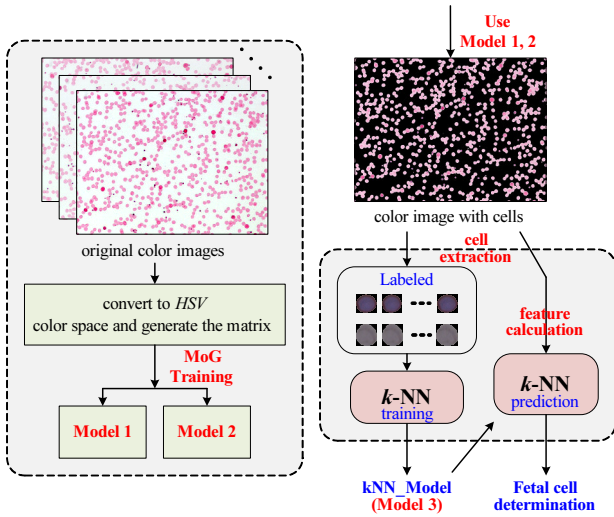 original color images
convert to HSV
color space and generate the matrix
MoG
Training
Model 1
Model 2
Use
Model 1, 2
color image with cells
cell
extraction
Labeled
feature
calculation
k-NN
training
k-NN
prediction
kNN_Model
(Model 3)
Fetal cell
determination